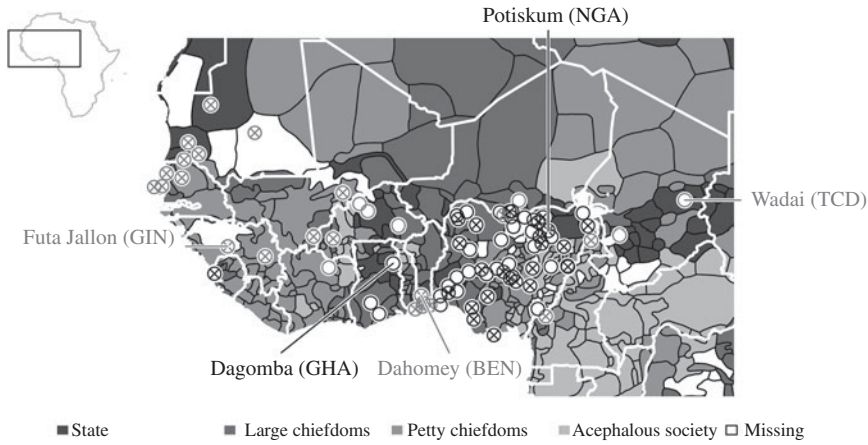 Potiskum (NGA)
Wadai (TCD)
Futa Jallon (GIN)
Dagomba (GHA) Dahomey (BEN)
State Large chiefdoms Petty chiefdoms Acephalous society Missing